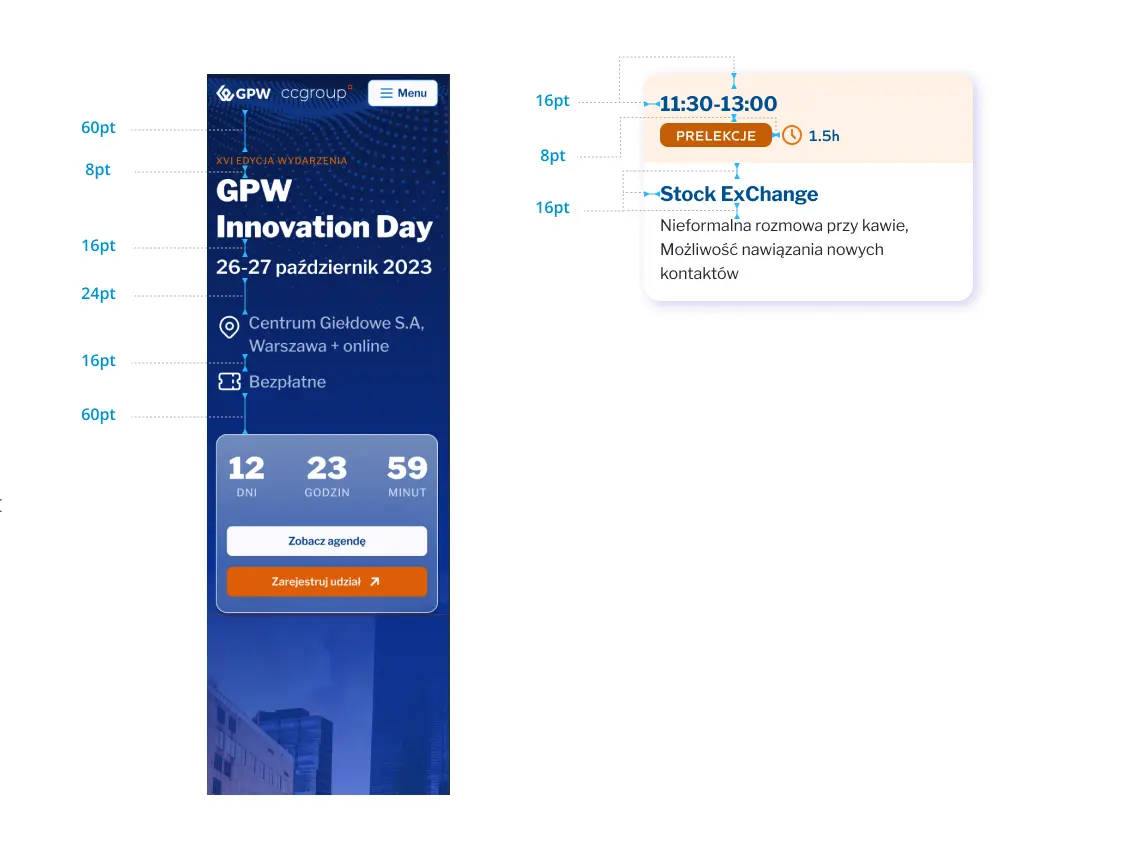 60pt
8pt
16pt
24pt
16pt
60pt
GPW ccgroup Menu
XVI EDYCJA WYDARZENIA
GPW
Innovation Day
26-27 październik 2023
Centrum Giełdowe S.A,
Warszawa + online
Bezpłatne
12 23 59
DNI GODZIN MINUT
Zobacz agendę
Zarejestruj udział
16pt
8pt
16pt
11:30-13:00
PRELEKCJE 1.5h
Stock ExChange
Nieformalna rozmowa przy kawie,
Możliwość nawiązania nowych
kontaktów